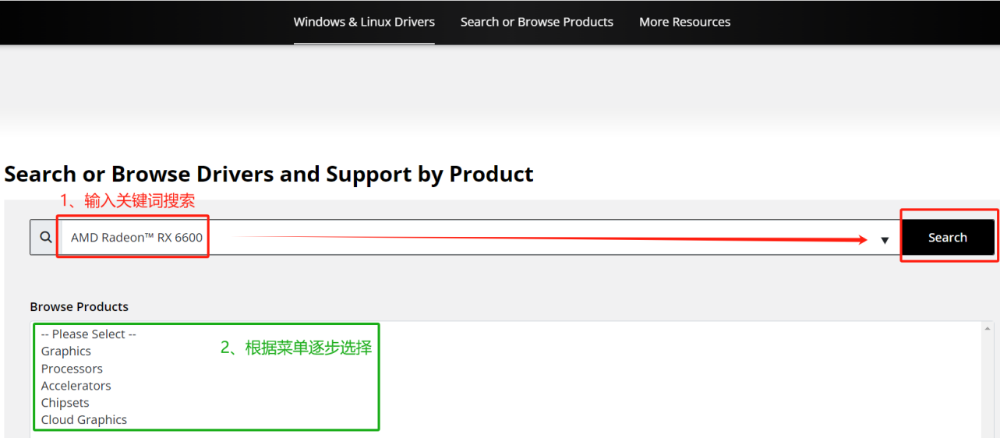 Windows & Linux Drivers Search or Browse Products More Resources
Search or Browse Drivers and Support by Product
1、输入关键词搜索
AMD Radeon™ RX 6600
Search
Browse Products
-- Please Select --
2、根据菜单逐步选择
Graphics
Processors
Accelerators
Chipsets
Cloud Graphics